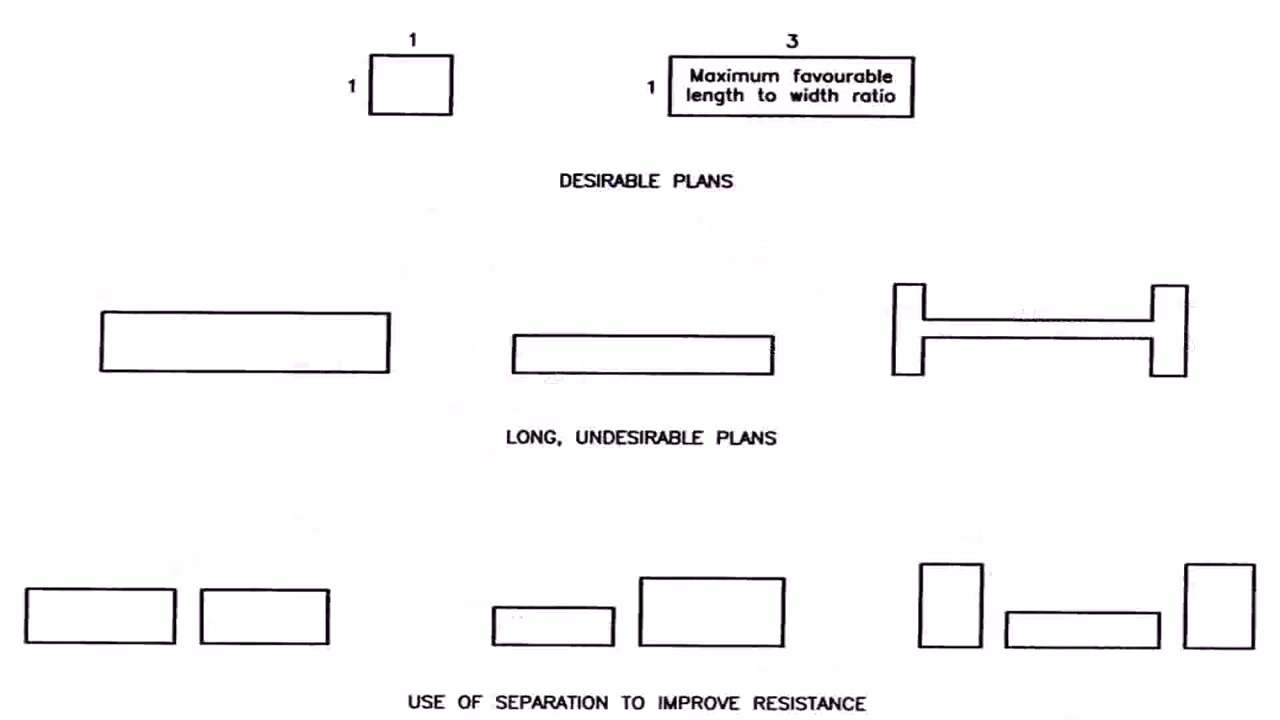 1
3
1
1
Maximum favourable
length to width ratio
DESIRABLE PLANS
LONG, UNDESIRABLE PLANS
USE OF SEPARATION TO IMPROVE RESISTANCE